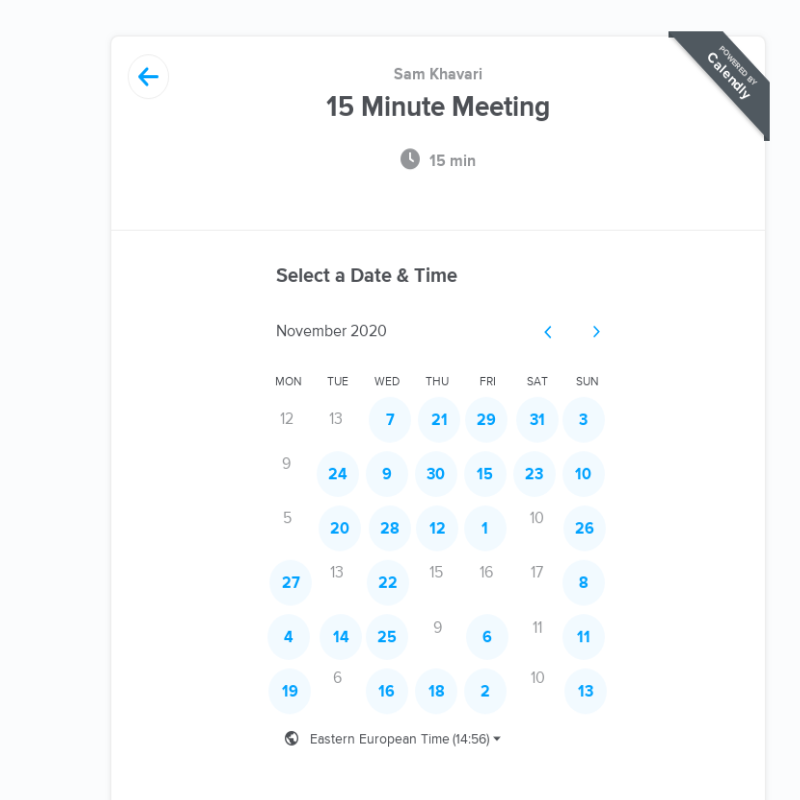 POWERED BY
Calendly
Sam Khavari
15 Minute Meeting
15 min
Select a Date & Time
November 2020
MON TUE WED THU FRI SAT SUN
12 13 7 21 29 31 3
9 24 9 30 15 23 10
5 20 28 12 1 10 26
27 13 22 15 16 17 8
4 14 25 9 6 11 11
19 6 16 18 2 10 13
Eastern European Time (14:56)